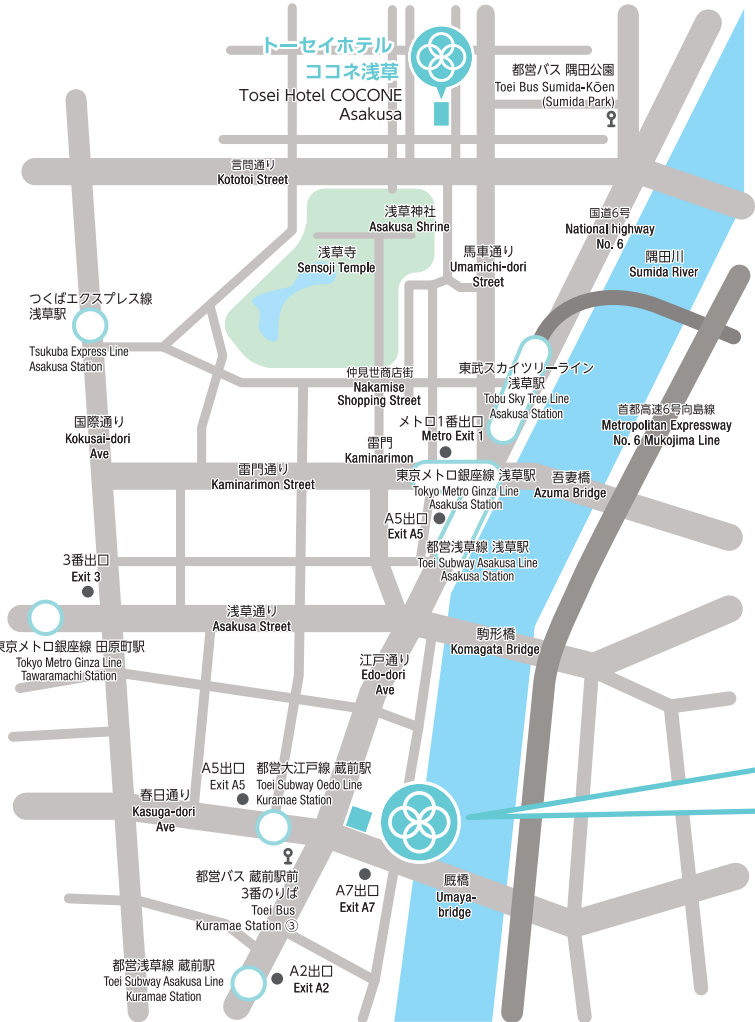 トーセイホテル
ココネ浅草
Tosei Hotel COCONE
Asakusa
都営バス 隅田公園
Toei Bus Sumida-Kōen
(Sumida Park)
言問通り
Kototoi Street
浅草神社
Asakusa Shrine
国道6号
National highway
No. 6
浅草寺
Sensoji Temple
馬車通り
Umamichi-dori
Street
隅田川
Sumida River
つくばエクスプレス線
浅草駅
Tsukuba Express Line
Asakusa Station
仲見世商店街
Nakamise
Shopping Street
東武スカイツリーライン
浅草駅
Tobu Sky Tree Line
Asakusa Station
首都高速6号向島線
Metropolitan Expressway
No. 6 Mukojima Line
国際通り
Kokusai-dori
Ave
メトロ1番出口
Metro Exit 1
雷門
Kaminarimon
雷門通り
Kaminarimon Street
東京メトロ銀座線 浅草駅
Tokyo Metro Ginza Line
Asakusa Station
吾妻橋
Azuma Bridge
A5出口
Exit A5
都営浅草線 浅草駅
Toei Subway Asakusa Line
Asakusa Station
3番出口
Exit 3
浅草通り
Asakusa Street
駒形橋
Komagata Bridge
東京メトロ銀座線 田原町駅
Tokyo Metro Ginza Line
Tawaramachi Station
江戸通り
Edo-dori
Ave
A5出口
Exit A5
都営大江戸線 蔵前駅
Toei Subway Oedo Line
Kuramae Station
春日通り
Kasuga-dori
Ave
都営バス 蔵前駅前
3番のりば
Toei Bus
Kuramae Station ③
A7出口
Exit A7
厩橋
Umaya-
bridge
都営浅草線 蔵前駅
Toei Subway Asakusa Line
Kuramae Station
A2出口
Exit A2